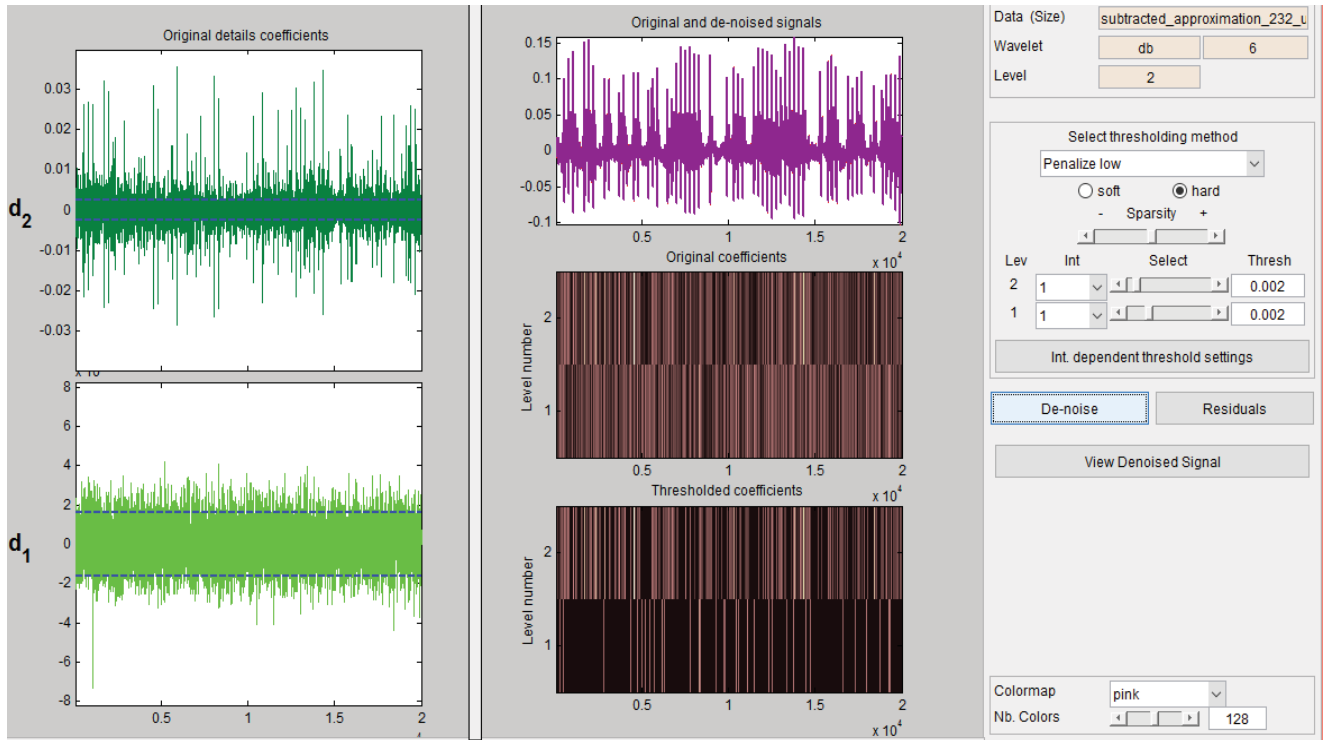 Original details coefficients
0.03
0.02
0.01
0
-0.01
-0.02
-0.03
d2
8
6
4
2
0
-2
-4
-6
-8
d1
0.5
1
1.5
2
Original and de-noised signals
0.15
0.1
0.05
0
-0.05
-0.1
0.5
1
1.5
2
x 10^4
Original coefficients
Level number
2
1
0.5
1
1.5
2
x 10^4
Thresholded coefficients
Level number
2
1
0.5
1
1.5
2
x 10^4
Data (Size)
subtracted_approximation_232_u
Wavelet
db
6
Level
2
Select thresholding method
Penalize low
soft
hard
- Sparsity +
Lev Int Select Thresh
2 1 0.002
1 1 0.002
Int. dependent threshold settings
De-noise
Residuals
View Denoised Signal
Colormap
pink
Nb. Colors
128